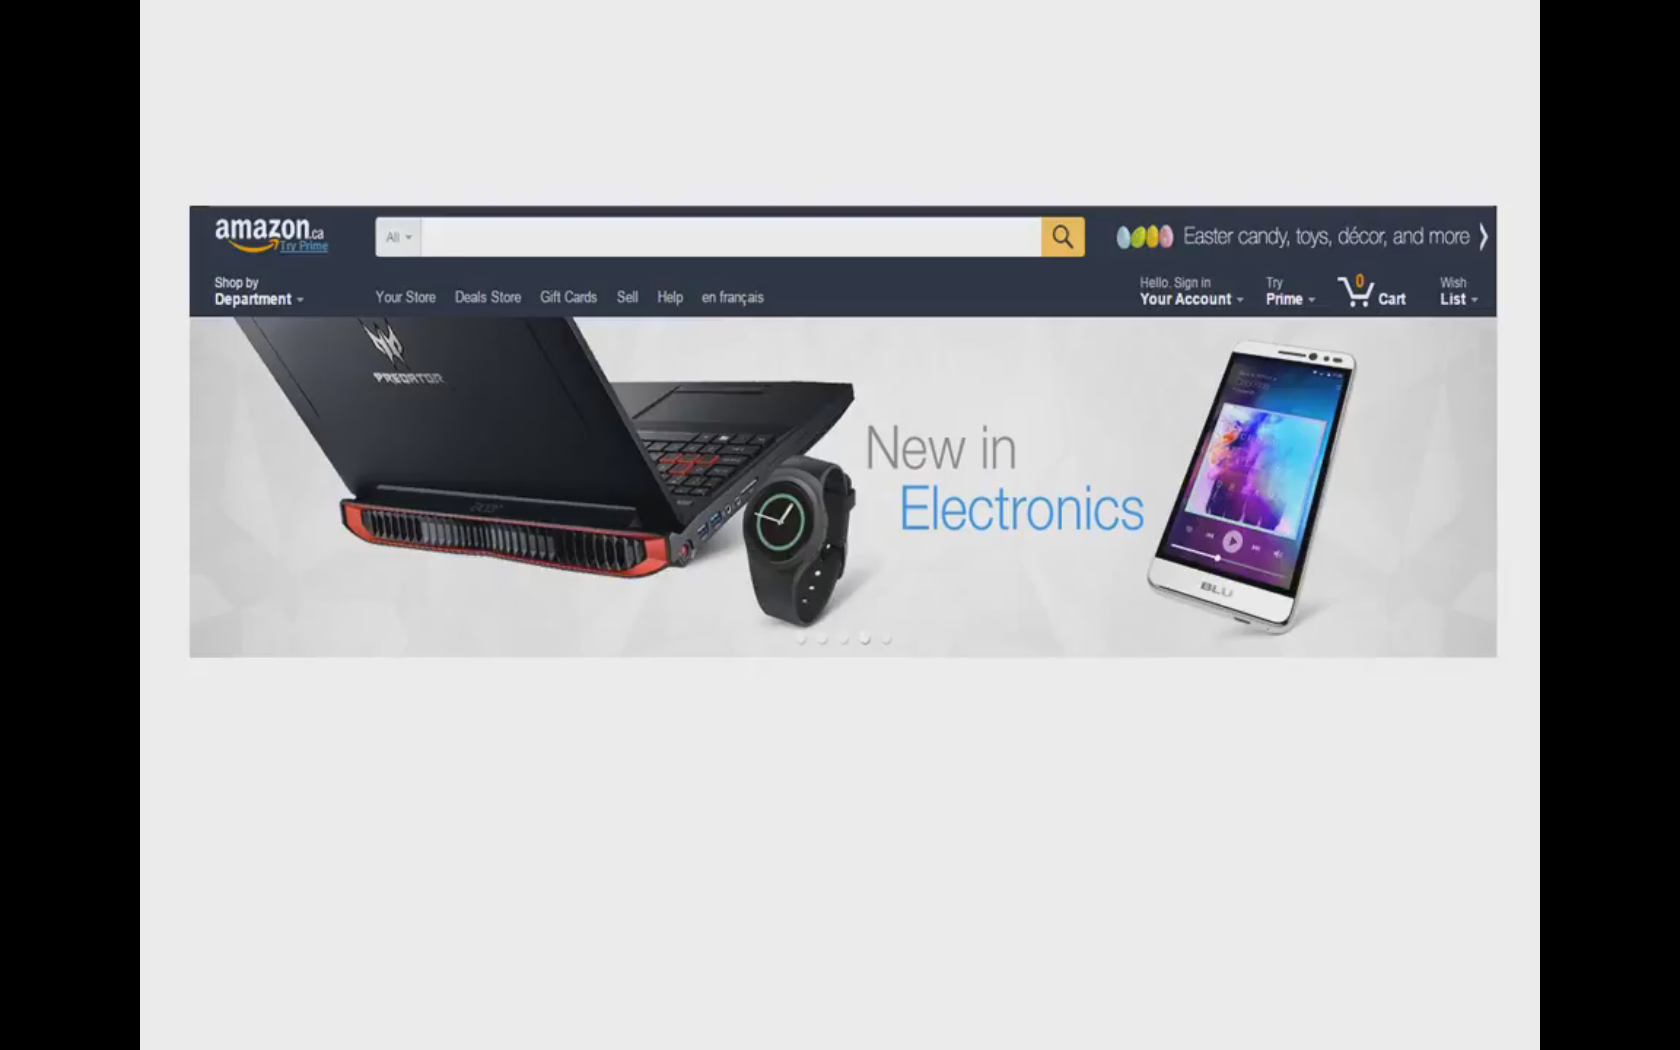 amazon.ca
Try Prime
All
Easter candy, toys, décor, and more
Shop by
Department
Your Store Deals Store Gift Cards Sell Help en français
Hello. Sign in
Your Account
Try
Prime
0
Cart
Wish
List
PREDATOR
acer
New in
Electronics
BLU